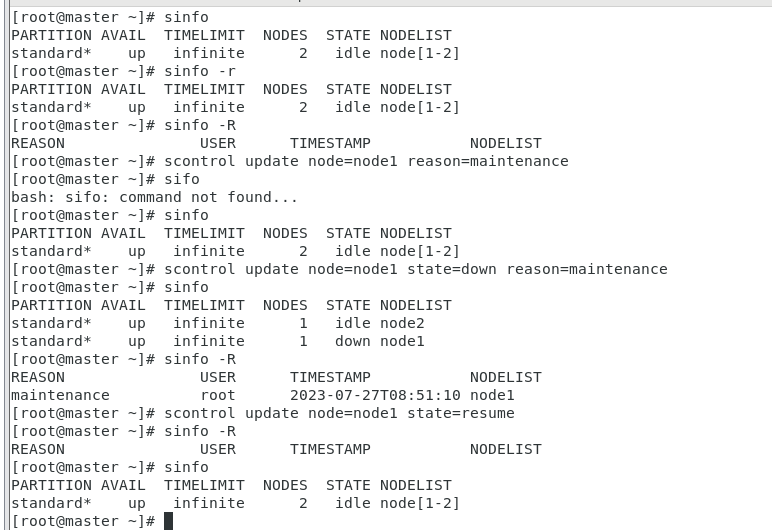 [root@master ~]# sinfo
PARTITION AVAIL  TIMELIMIT  NODES  STATE NODELIST
standard*    up   infinite      2   idle node[1-2]
[root@master ~]# sinfo -r
PARTITION AVAIL  TIMELIMIT  NODES  STATE NODELIST
standard*    up   infinite      2   idle node[1-2]
[root@master ~]# sinfo -R
REASON               USER      TIMESTAMP           NODELIST
[root@master ~]# scontrol update node=node1 reason=maintenance
[root@master ~]# sifo
bash: sifo: command not found...
[root@master ~]# sinfo
PARTITION AVAIL  TIMELIMIT  NODES  STATE NODELIST
standard*    up   infinite      2   idle node[1-2]
[root@master ~]# scontrol update node=node1 state=down reason=maintenance
[root@master ~]# sinfo
PARTITION AVAIL  TIMELIMIT  NODES  STATE NODELIST
standard*    up   infinite      1   idle node2
standard*    up   infinite      1   down node1
[root@master ~]# sinfo -R
REASON               USER      TIMESTAMP           NODELIST
maintenance          root      2023-07-27T08:51:10 node1
[root@master ~]# scontrol update node=node1 state=resume
[root@master ~]# sinfo -R
REASON               USER      TIMESTAMP           NODELIST
[root@master ~]# sinfo
PARTITION AVAIL  TIMELIMIT  NODES  STATE NODELIST
standard*    up   infinite      2   idle node[1-2]
[root@master ~]#